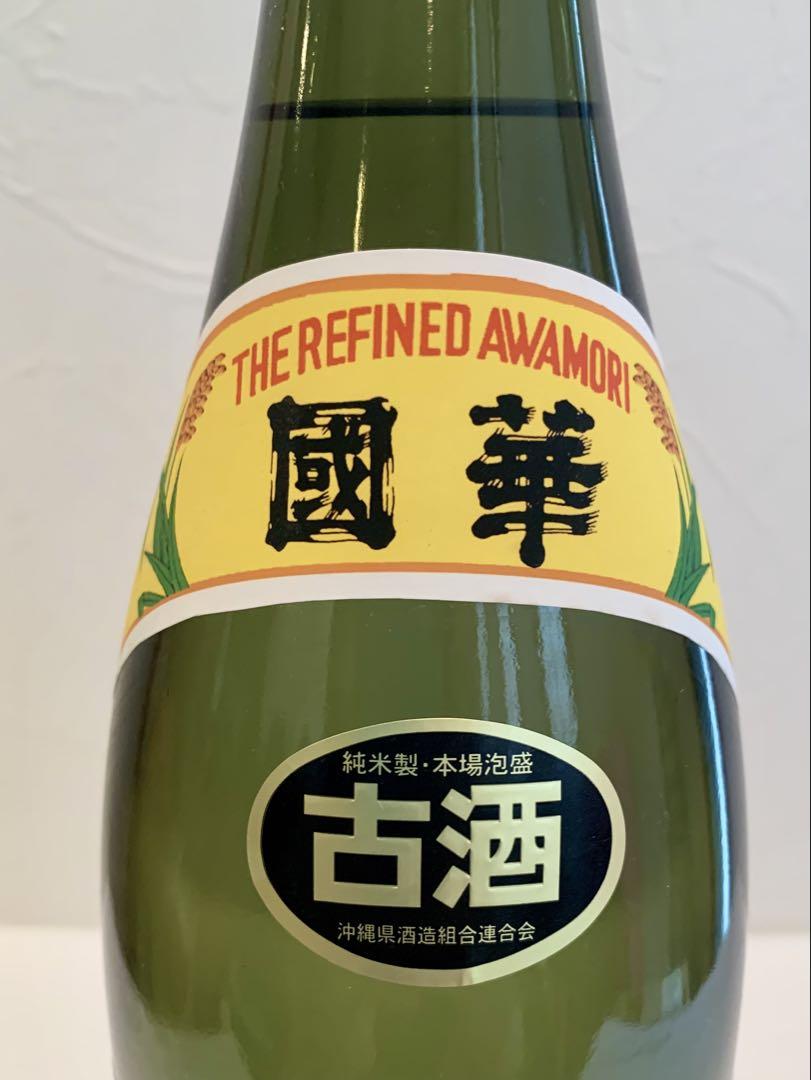 THE REFINED AWAMORI
國華
純米製・本場泡盛
古酒
沖縄県酒造組合連合会